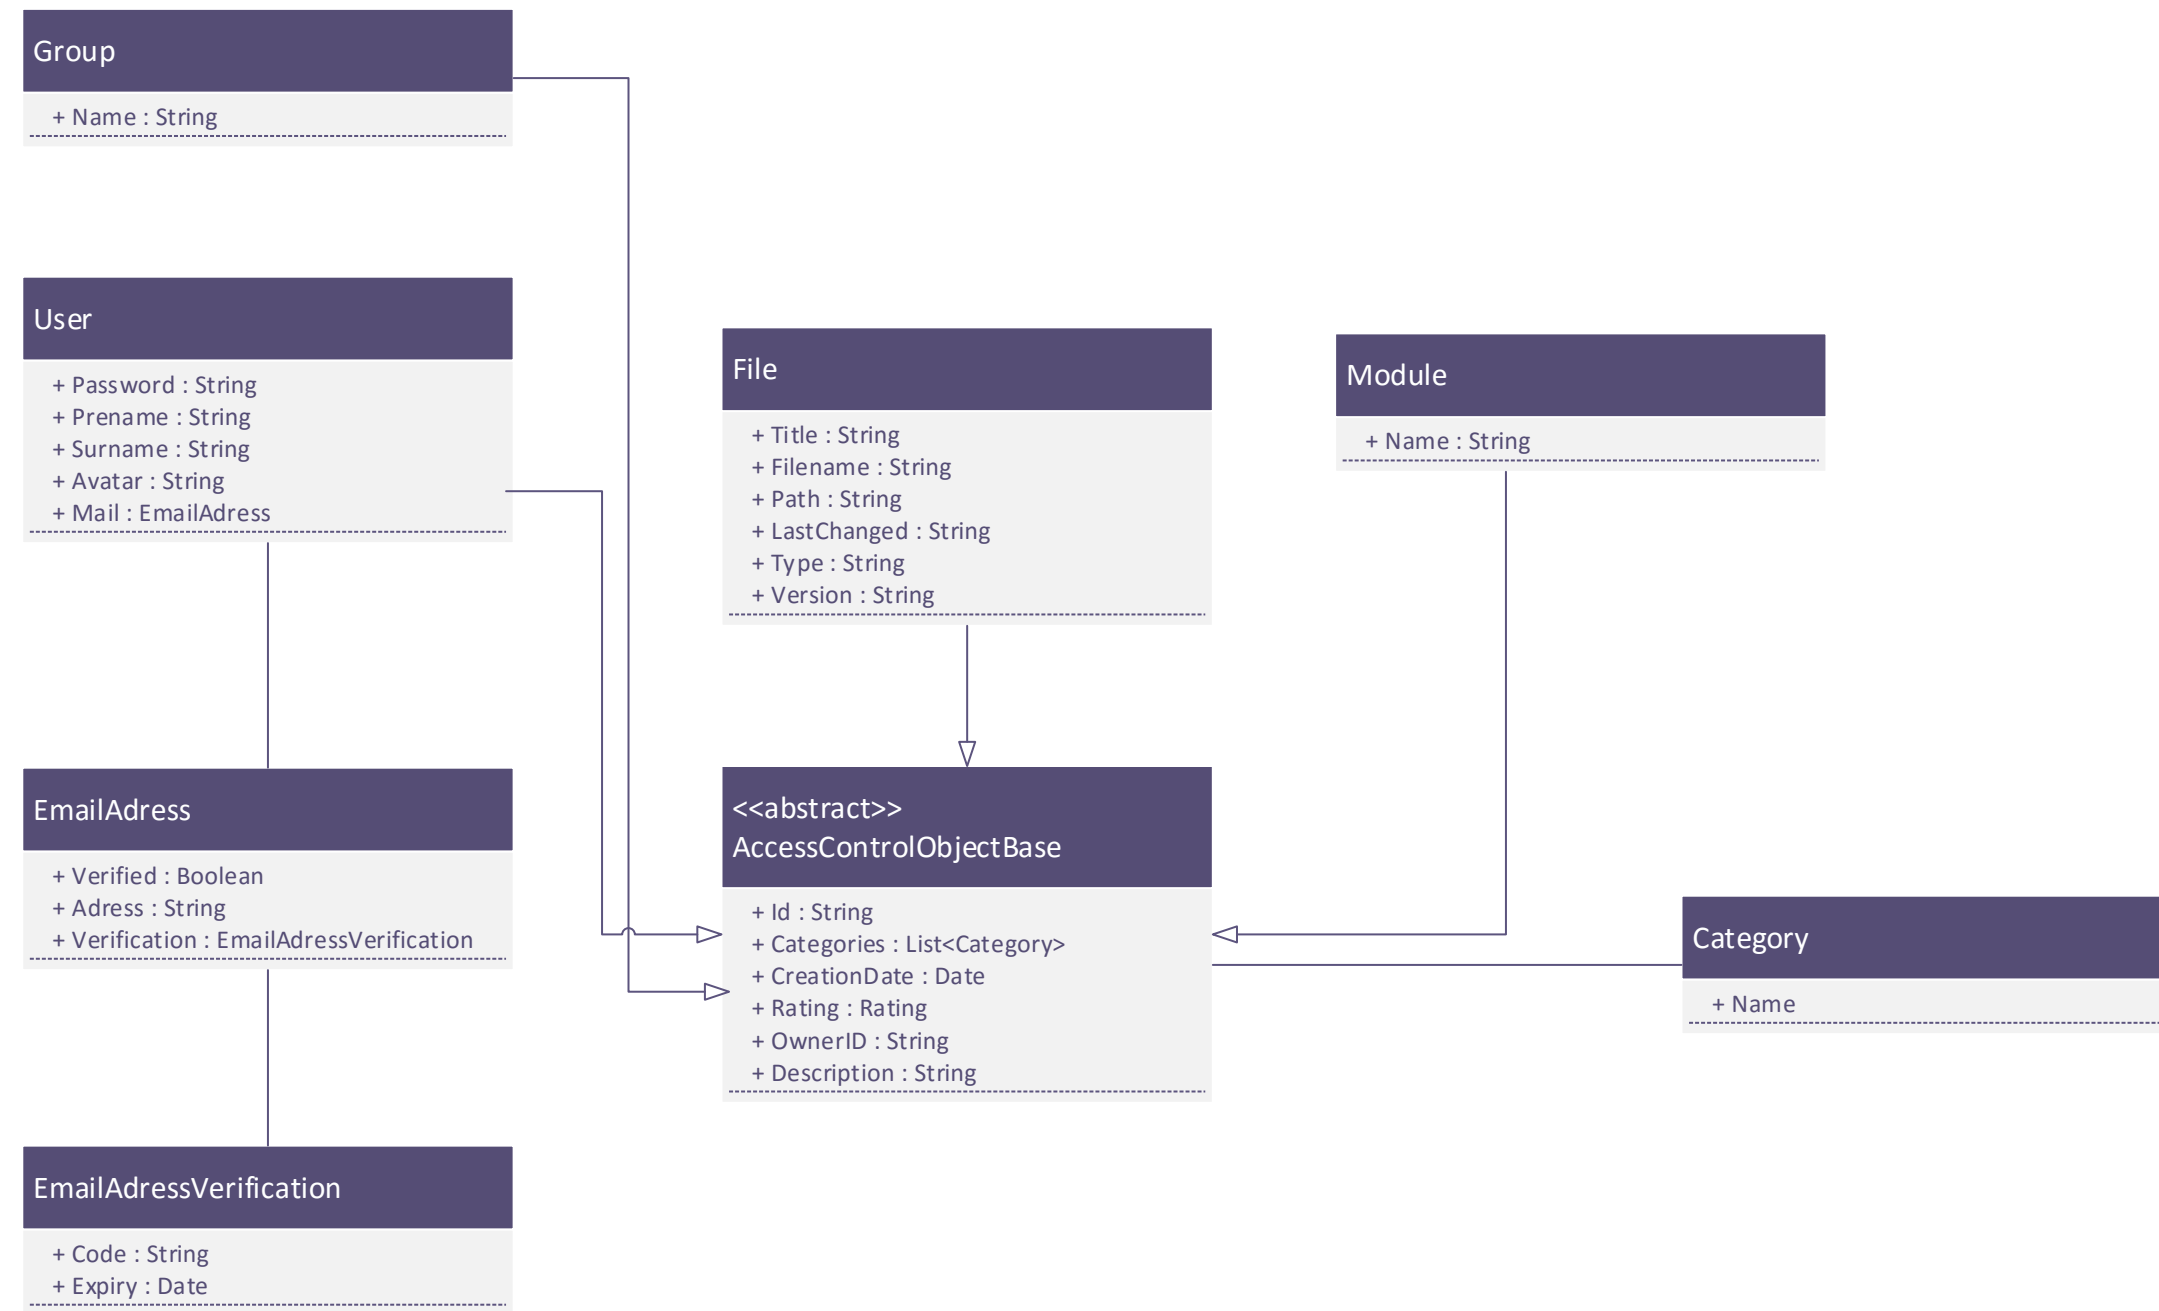 Group
+ Name : String
User
+ Password : String
+ Prename : String
+ Surname : String
+ Avatar : String
+ Mail : EmailAdress
File
+ Title : String
+ Filename : String
+ Path : String
+ LastChanged : String
+ Type : String
+ Version : String
Module
+ Name : String
EmailAdress
+ Verified : Boolean
+ Adress : String
+ Verification : EmailAdressVerification
<<abstract>>
AccessControlObjectBase
+ Id : String
+ Categories : List<Category>
+ CreationDate : Date
+ Rating : Rating
+ OwnerID : String
+ Description : String
Category
+ Name
EmailAdressVerification
+ Code : String
+ Expiry : Date